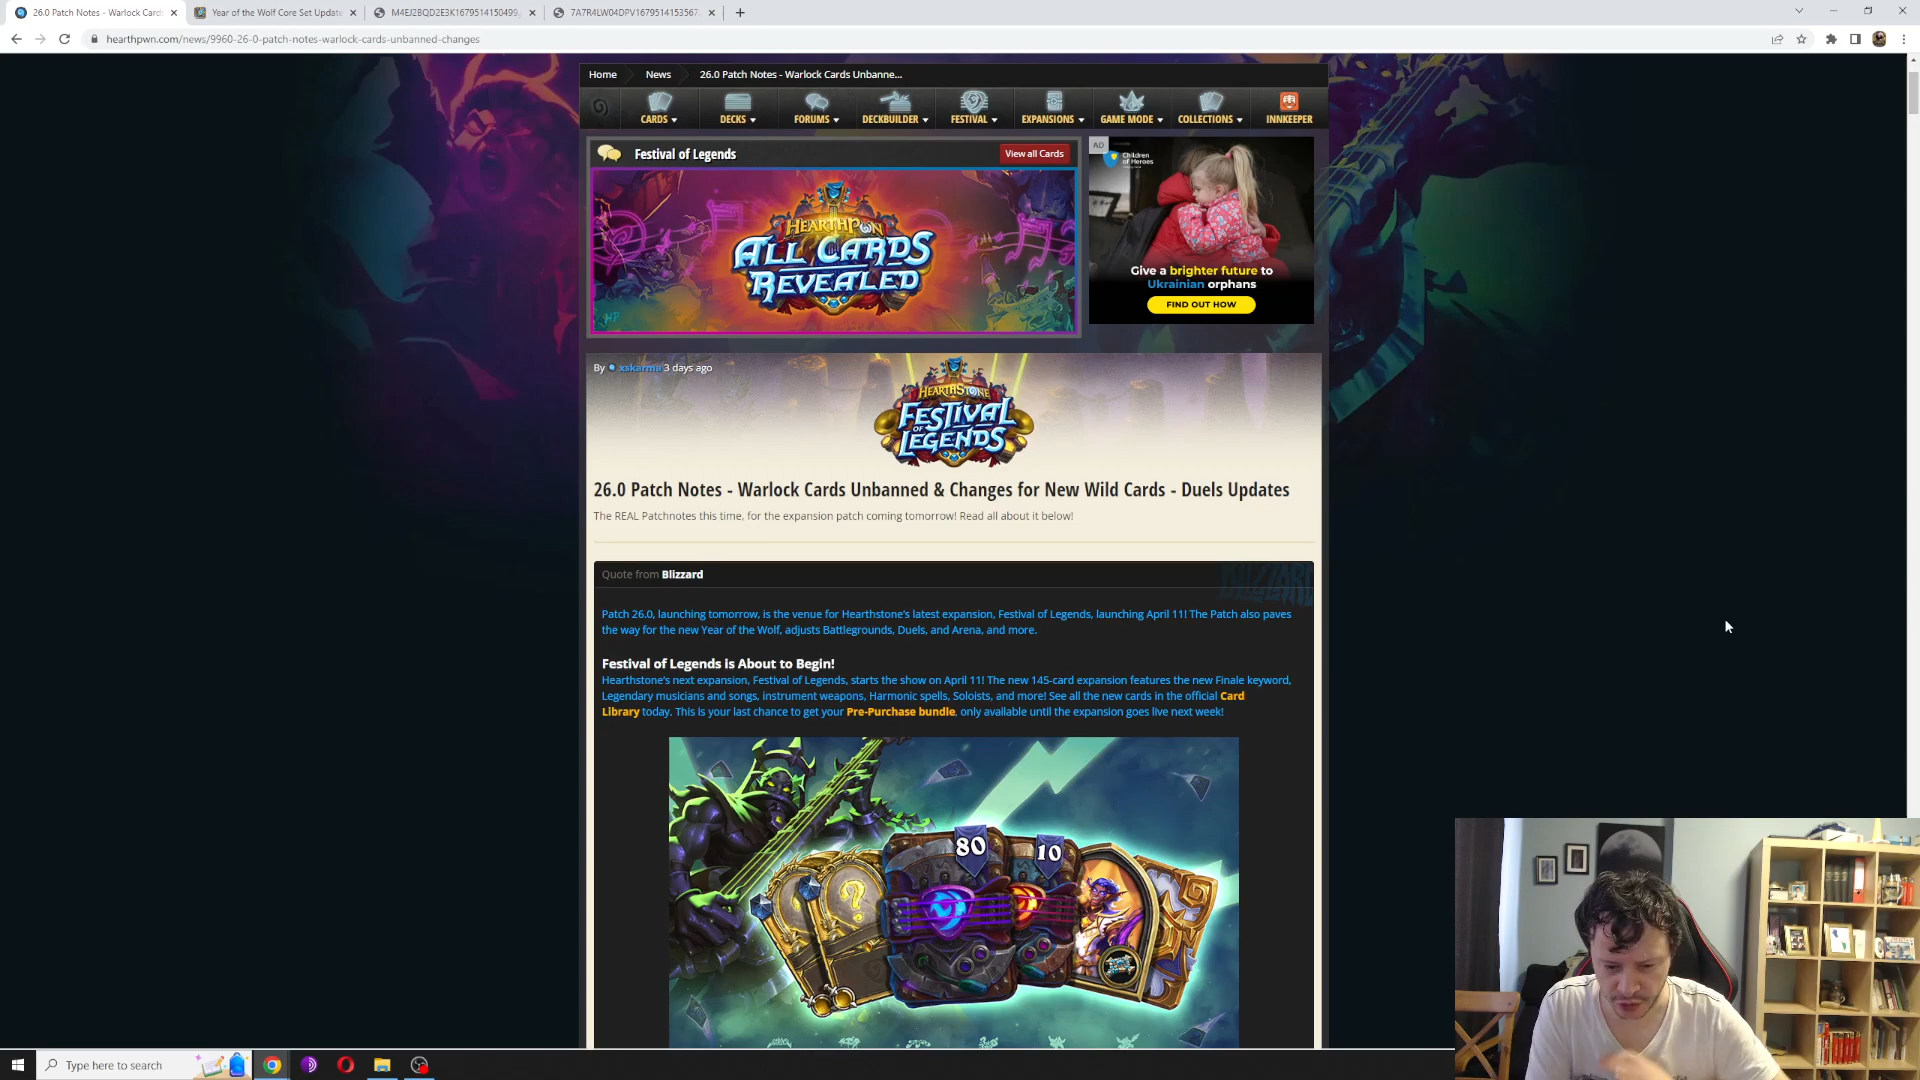 26.0 Patch Notes - Warlock Cards
Year of the Wolf Core Set Update
M4EJ2BQD2E3K1679514150499
7A7R4LW04DPV1679514153567
hearthpwn.com/news/9960-26-0-patch-notes-warlock-cards-unbanned-changes
Home News 26.0 Patch Notes - Warlock Cards Unbanne...
CARDS DECKS FORUMS DECKBUILDER FESTIVAL EXPANSIONS GAME MODE COLLECTIONS INNKEEPER
Festival of Legends
View all Cards
HEARTHPWN
ALL CARDS
REVEALED
HP
AD
Children
of Heroes
Give a brighter future to
Ukrainian orphans
FIND OUT HOW
By xskarma 3 days ago
HEARTHSTONE
FESTIVAL
OF
LEGENDS
26.0 Patch Notes - Warlock Cards Unbanned & Changes for New Wild Cards - Duels Updates
The REAL Patchnotes this time, for the expansion patch coming tomorrow! Read all about it below!
Quote from Blizzard
BLIZZARD
Patch 26.0, launching tomorrow, is the venue for Hearthstone's latest expansion, Festival of Legends, launching April 11! The Patch also paves
the way for the new Year of the Wolf, adjusts Battlegrounds, Duels, and Arena, and more.
Festival of Legends is About to Begin!
Hearthstone's next expansion, Festival of Legends, starts the show on April 11! The new 145-card expansion features the new Finale keyword,
Legendary musicians and songs, instrument weapons, Harmonic spells, Soloists, and more! See all the new cards in the official Card
Library today. This is your last chance to get your Pre-Purchase bundle, only available until the expansion goes live next week!
80
10
?
Type here to search